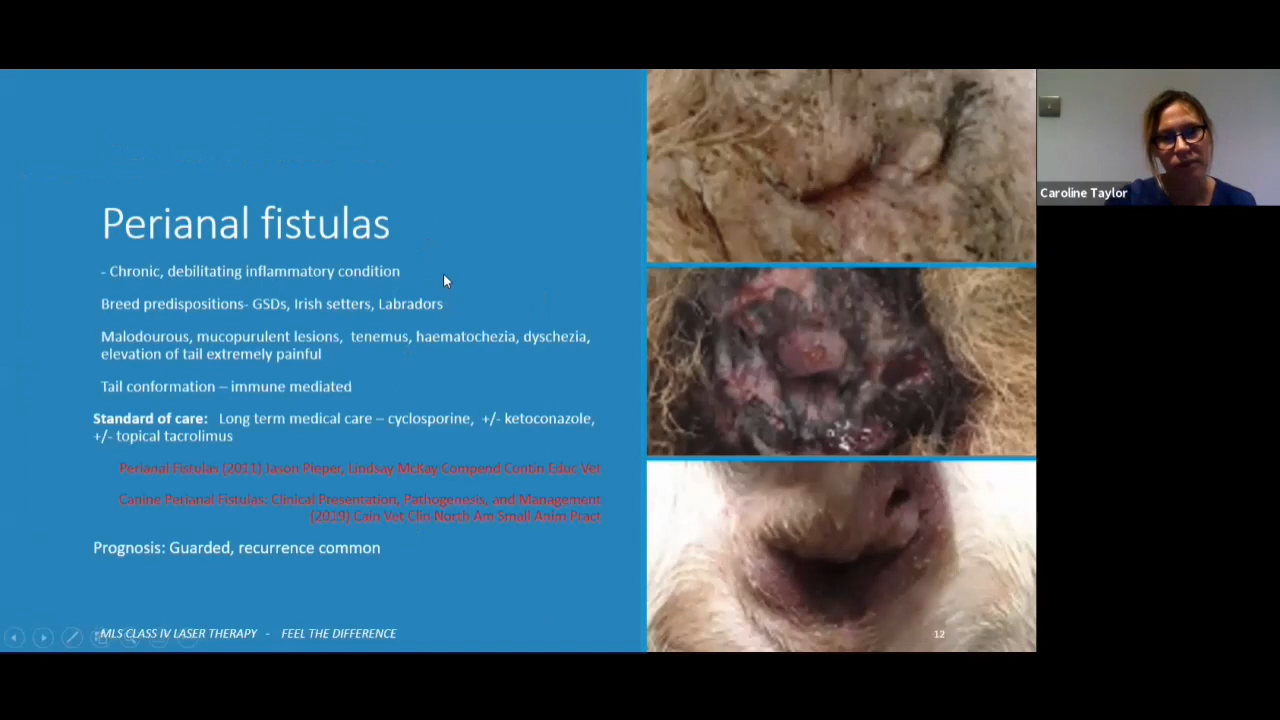 Perianal fistulas
- Chronic, debilitating inflammatory condition
Breed predispositions- GSDs, Irish setters, Labradors
Malodourous, mucopurulent lesions, tenemus, haematochezia, dyschezia,
elevation of tail extremely painful
Tail conformation – immune mediated
Standard of care: Long term medical care – cyclosporine, +/- ketoconazole,
+/- topical tacrolimus
Perianal Fistulas (2011) Jason Pieper, Lindsay McKay Compend Contin Educ Vet
Canine Perianal Fistulas: Clinical Presentation, Pathogenesis, and Management
(2019) Cain Vet Clin North Am Small Anim Pract
Prognosis: Guarded, recurrence common
MLS CLASS IV LASER THERAPY - FEEL THE DIFFERENCE
12
Caroline Taylor